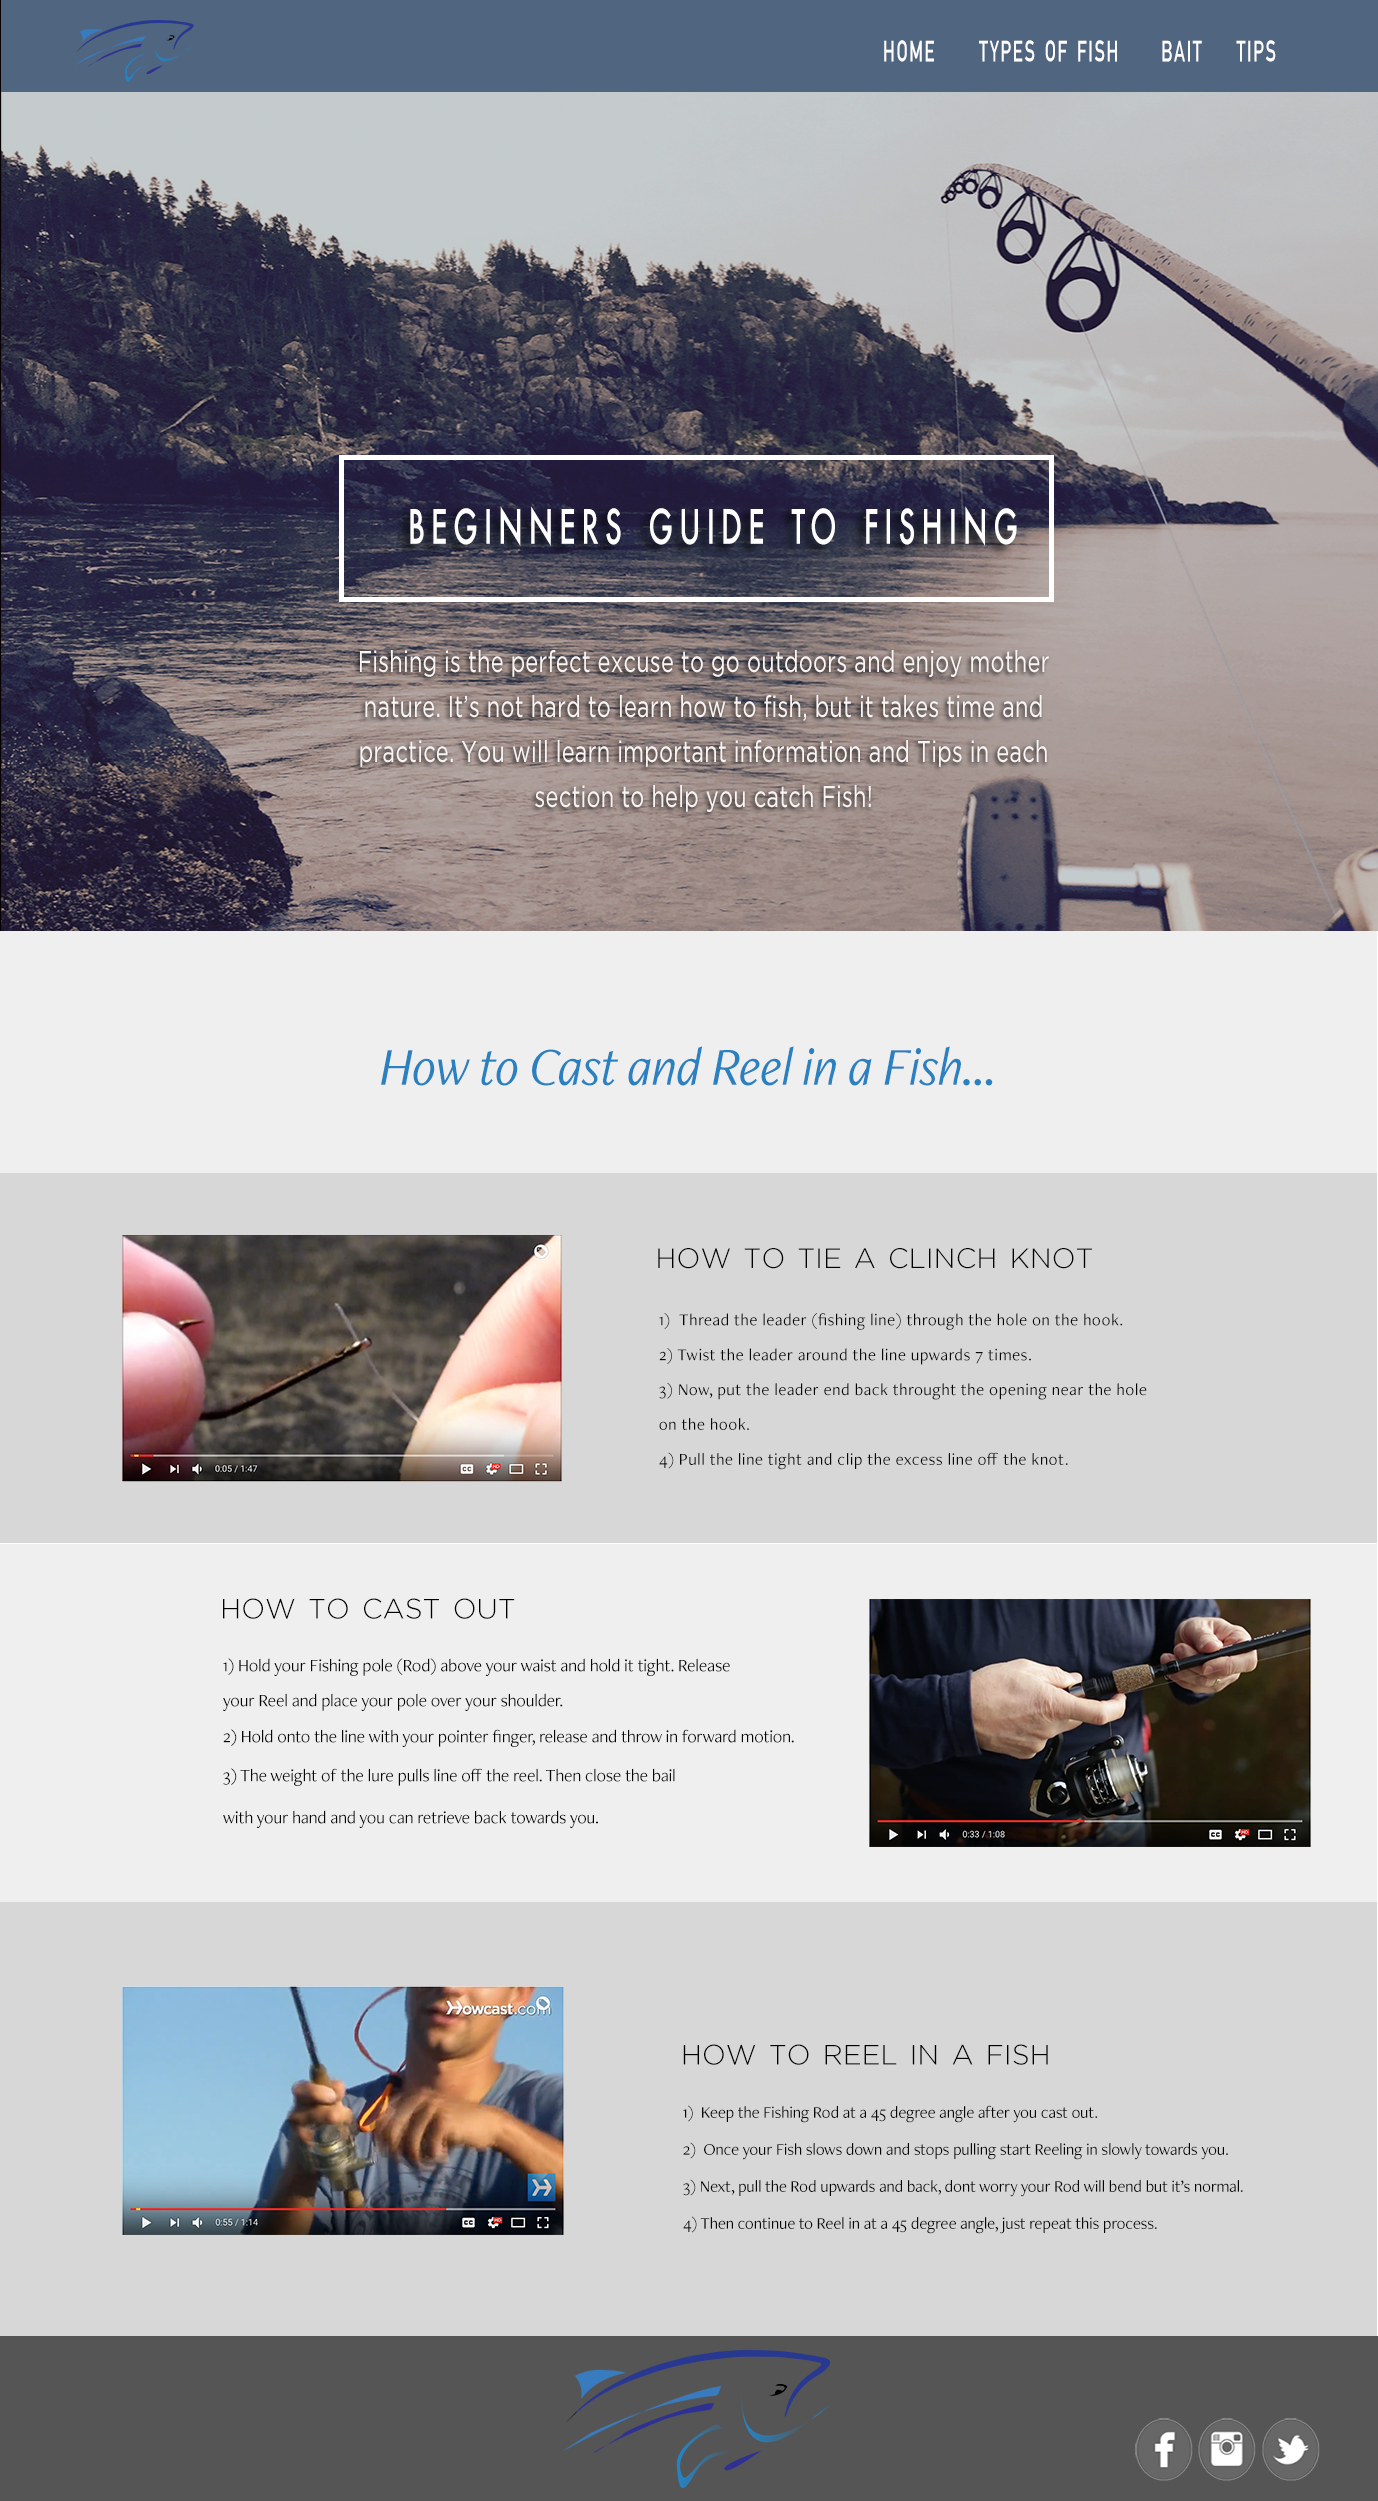 HOME TYPES OF FISH BAIT TIPS
BEGINNERS GUIDE TO FISHING
Fishing is the perfect excuse to go outdoors and enjoy mother
nature. It’s not hard to learn how to fish, but it takes time and
practice. You will learn important information and Tips in each
section to help you catch Fish!
How to Cast and Reel in a Fish...
HOW TO TIE A CLINCH KNOT
1) Thread the leader (fishing line) through the hole on the hook.
2) Twist the leader around the line upwards 7 times.
3) Now, put the leader end back throught the opening near the hole
on the hook.
4) Pull the line tight and clip the excess line off the knot.
0:05 / 1:47
CC
HD
HOW TO CAST OUT
1) Hold your Fishing pole (Rod) above your waist and hold it tight. Release
your Reel and place your pole over your shoulder.
2) Hold onto the line with your pointer finger, release and throw in forward motion.
3) The weight of the lure pulls line off the reel. Then close the bail
with your hand and you can retrieve back towards you.
0:33 / 1:08
CC
HD
Howcast.com
0:55 / 1:14
CC
HD
HOW TO REEL IN A FISH
1) Keep the Fishing Rod at a 45 degree angle after you cast out.
2) Once your Fish slows down and stops pulling start Reeling in slowly towards you.
3) Next, pull the Rod upwards and back, dont worry your Rod will bend but it’s normal.
4) Then continue to Reel in at a 45 degree angle, just repeat this process.